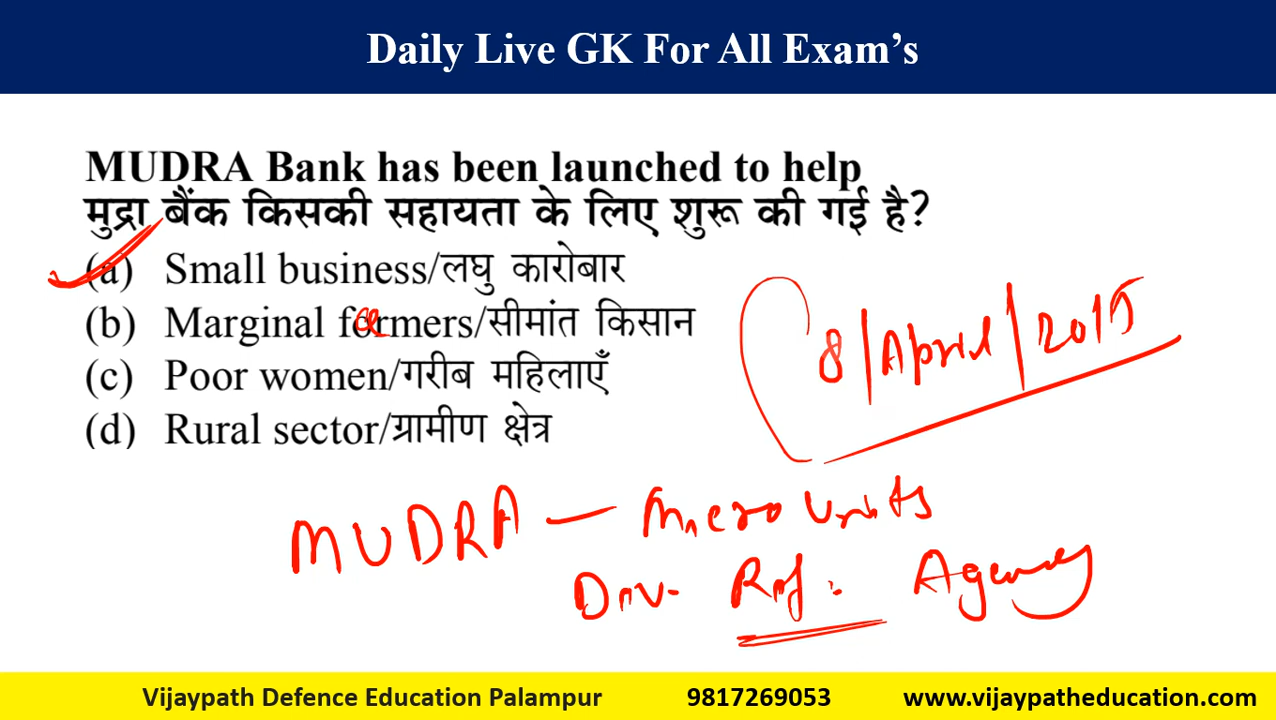 Daily Live GK For All Exam’s
MUDRA Bank has been launched to help
मुद्रा बैंक किसकी सहायता के लिए शुरू की गई है?
(a) Small business/लघु कारोबार
(b) Marginal farmers/सीमांत किसान
(c) Poor women/गरीब महिलाएँ
(d) Rural sector/ग्रामीण क्षेत्र
8/April/2015
MUDRA — Micro Units
Dev. Ref. Agency
Vijaypath Defence Education Palampur 9817269053 www.vijaypatheducation.com